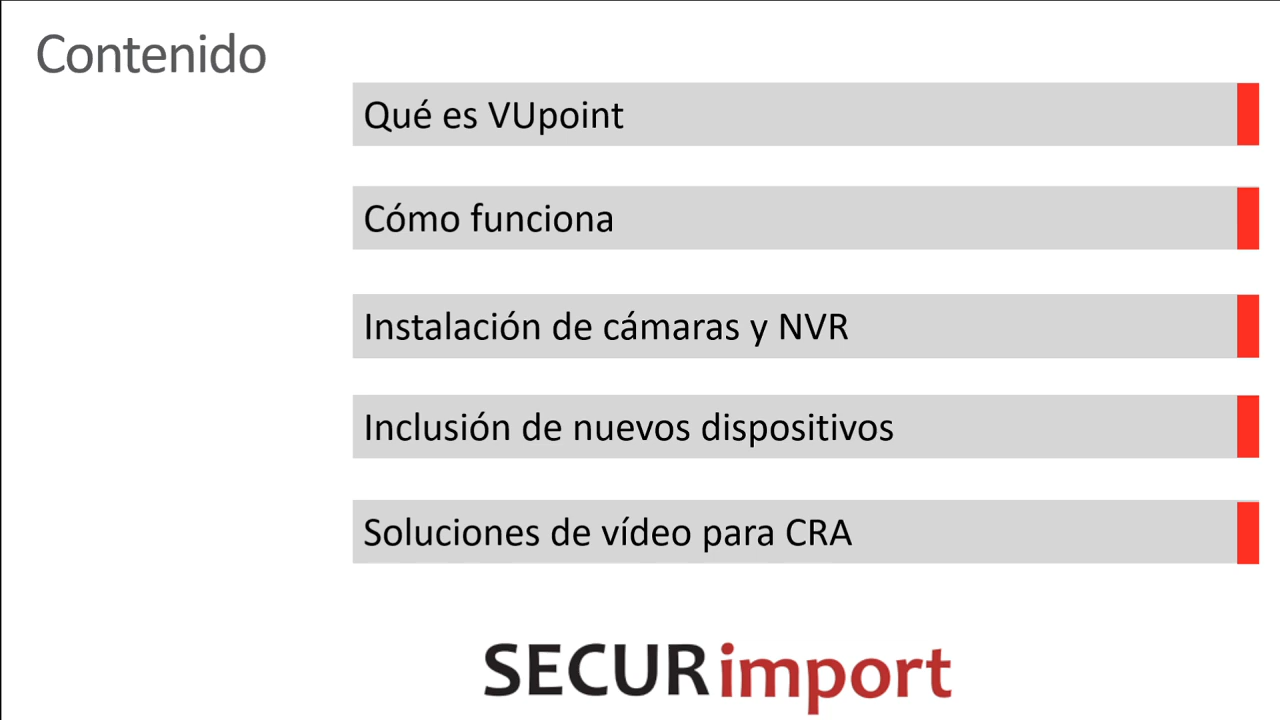 Contenido
Qué es VUpoint
Cómo funciona
Instalación de cámaras y NVR
Inclusión de nuevos dispositivos
Soluciones de vídeo para CRA
SECURimport